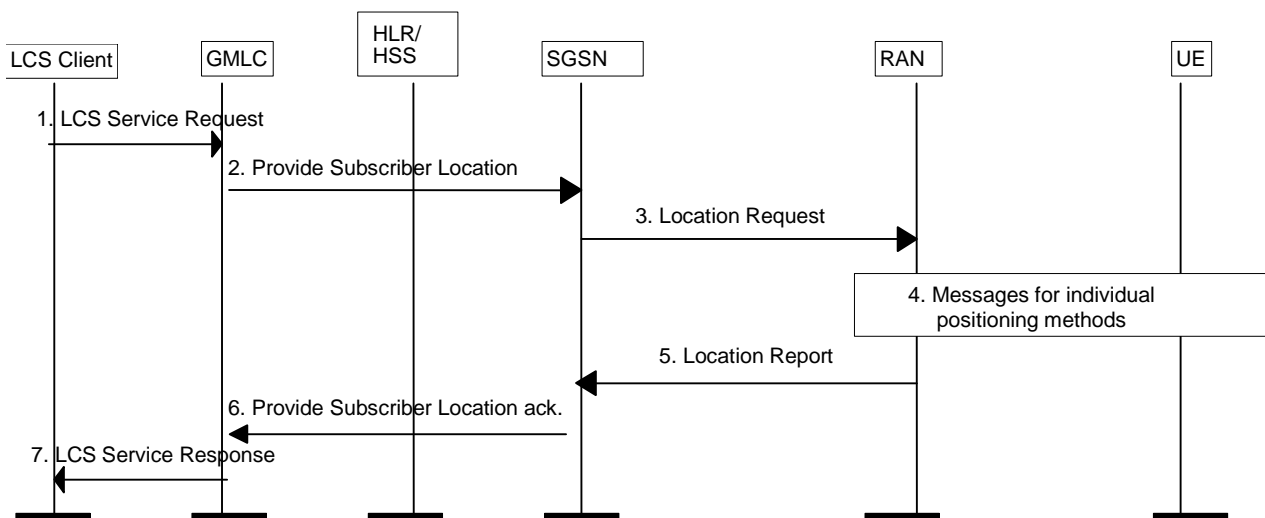 HLR/
HSS
LCS Client
GMLC
SGSN
RAN
UE
1. LCS Service Request
2. Provide Subscriber Location
3. Location Request
4. Messages for individual
positioning methods
5. Location Report
6. Provide Subscriber Location ack.
7. LCS Service Response